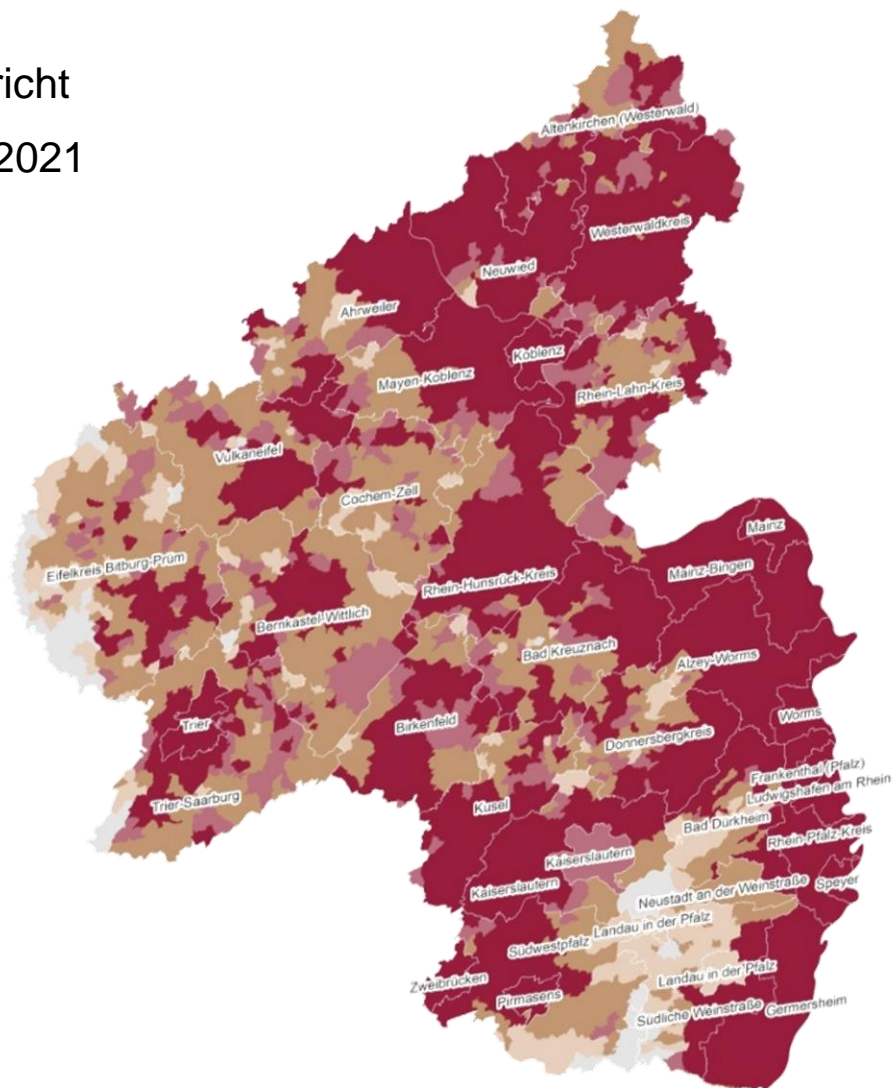 richt
2021
Altenkirchen (Westerwald)
Westerwaldkreis
Neuwied
Ahrweiler
Koblenz
Mayen-Koblenz
Rhein-Lahn-Kreis
Vulkaneifel
Cochem-Zell
Mainz
Eifelkreis Bitburg-Prüm
Rhein-Hunsrück-Kreis
Mainz-Bingen
Bernkastel-Wittlich
Bad Kreuznach
Alzey-Worms
Trier
Birkenfeld
Donnersbergkreis
Worms
Trier-Saarburg
Kusel
Frankenthal (Pfalz)
Ludwigshafen am Rhein
Bad Dürkheim
Rhein-Pfalz-Kreis
Kaiserslautern
Kaiserslautern
Neustadt an der Weinstraße
Speyer
Südwestpfalz
Landau in der Pfalz
Zweibrücken
Landau in der Pfalz
Pirmasens
Südliche Weinstraße
Germersheim